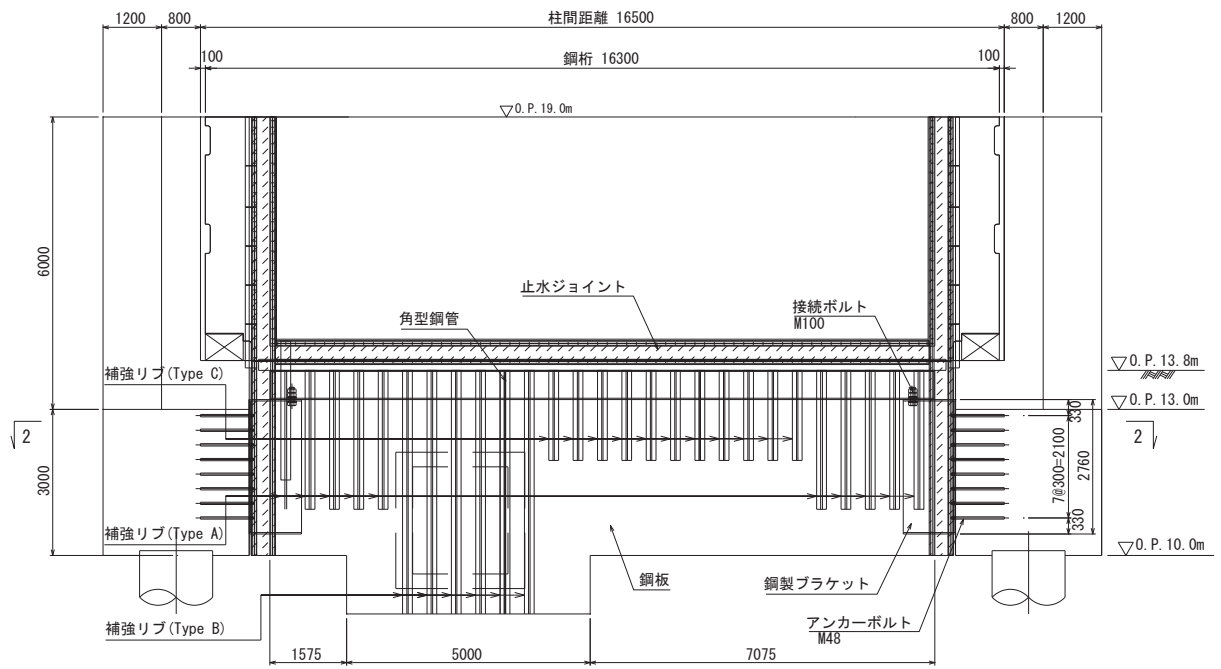 1200
800
柱間距離 16500
800
1200
100
鋼桁 16300
100
▽O.P.19.0m
6000
止水ジョイント
角型鋼管
接続ボルト
M100
▽O.P.13.8m
補強リブ(Type C)
▽O.P.13.0m
2
2
330
3000
7@300=2100
2760
330
補強リブ(Type A)
▽O.P.10.0m
鋼板
鋼製ブラケット
補強リブ(Type B)
アンカーボルト
M48
1575
5000
7075